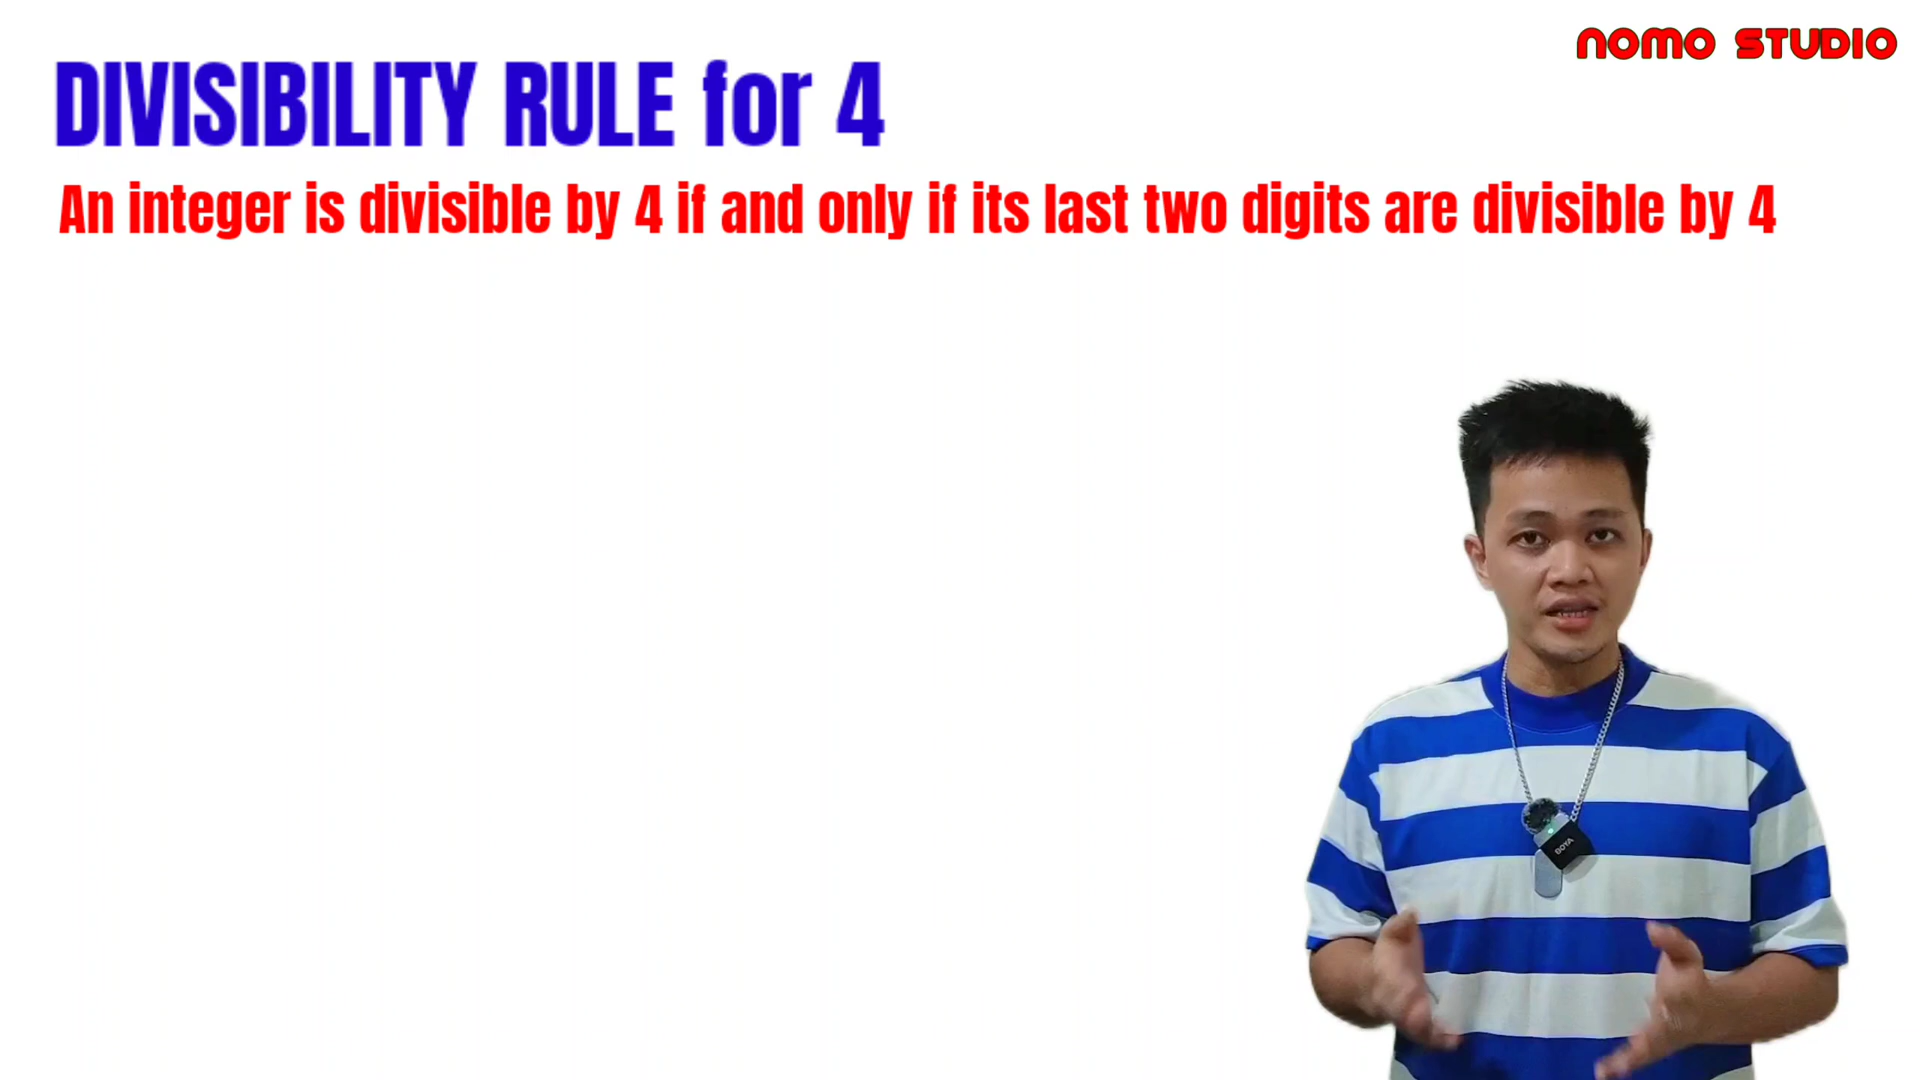 NOMO STUDIO
DIVISIBILITY RULE for 4
An integer is divisible by 4 if and only if its last two digits are divisible by 4
BOYA